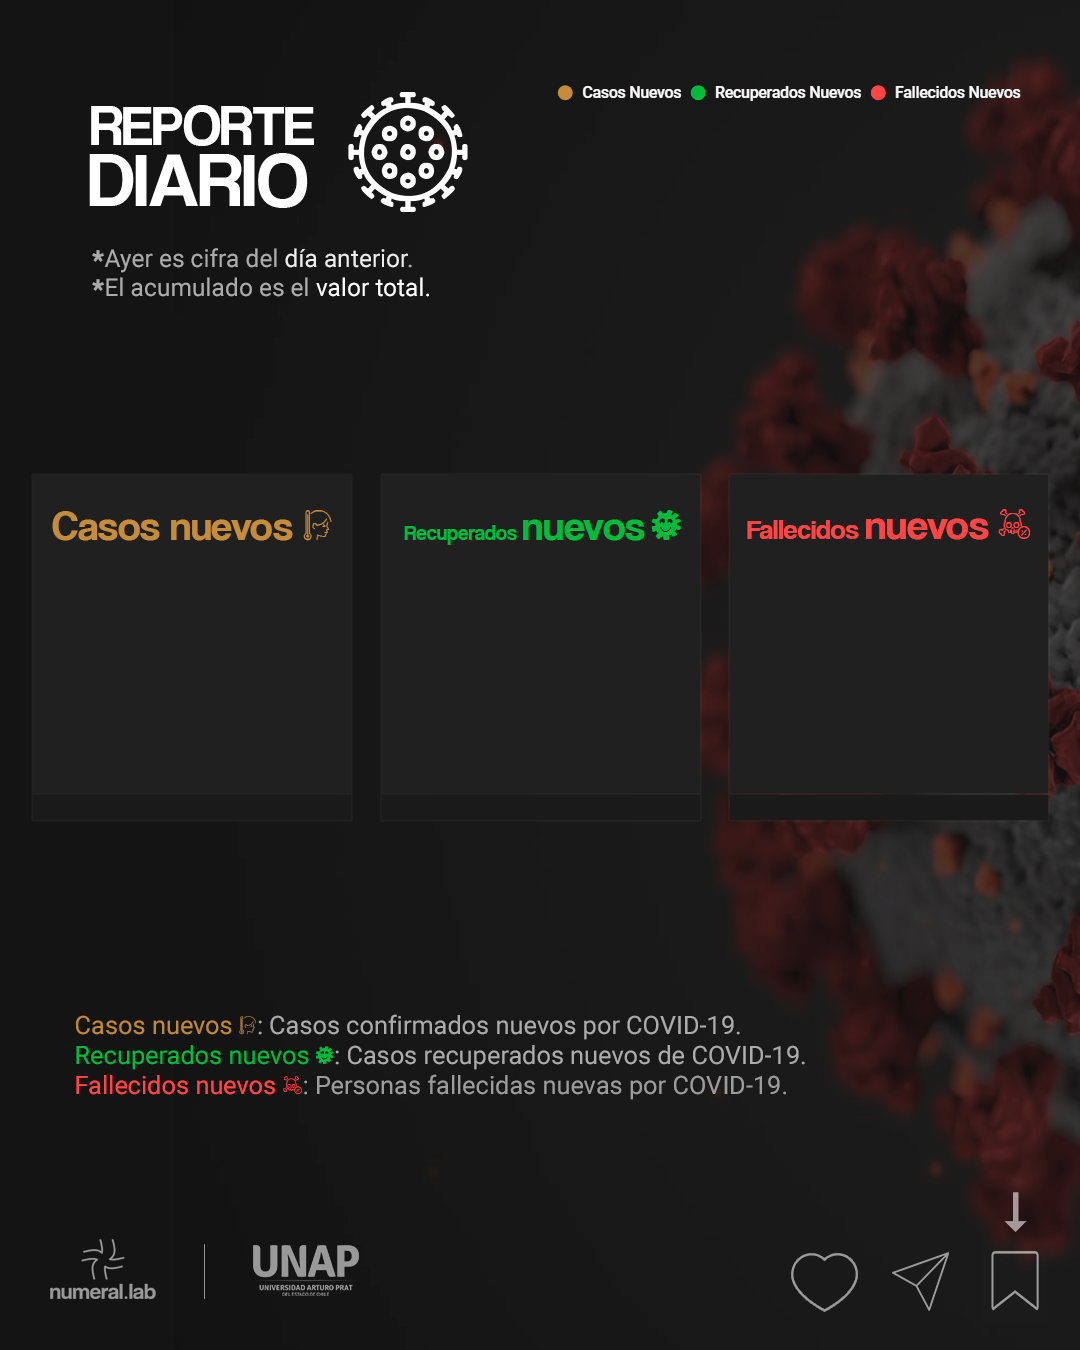 REPORTE
DIARIO
Casos Nuevos Recuperados Nuevos Fallecidos Nuevos
*Ayer es cifra del día anterior.
*El acumulado es el valor total.
Casos nuevos
Recuperados nuevos
Fallecidos nuevos
Casos nuevos : Casos confirmados nuevos por COVID-19.
Recuperados nuevos : Casos recuperados nuevos de COVID-19.
Fallecidos nuevos : Personas fallecidas nuevas por COVID-19.
numeral.lab
UNAP
UNIVERSIDAD ARTURO PRAT
DEL ESTADO DE CHILE